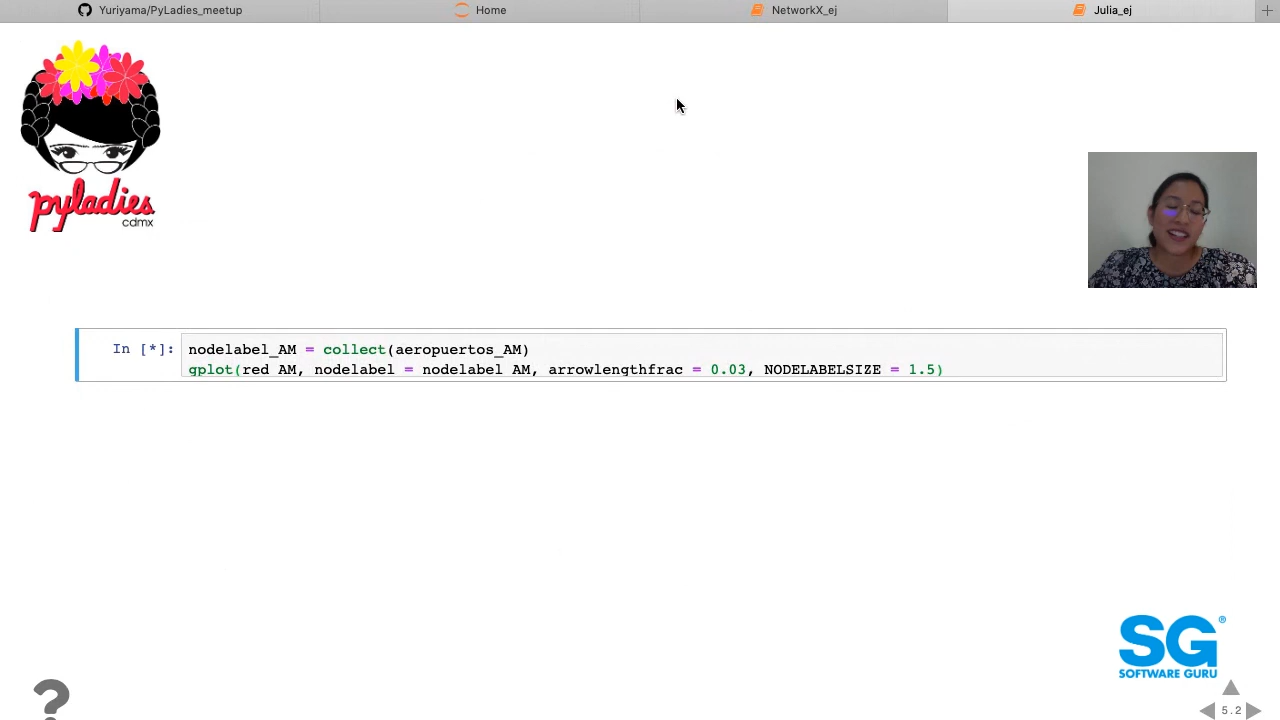 Yuriyama/PyLadies_meetup
Home
NetworkX_ej
Julia_ej
pyladies
cdmx
In [*]:
nodelabel_AM = collect(aeropuertos_AM)
gplot(red_AM, nodelabel = nodelabel_AM, arrowlengthfrac = 0.03, NODELABELSIZE = 1.5)
SG®
SOFTWARE GURU
?
5.2